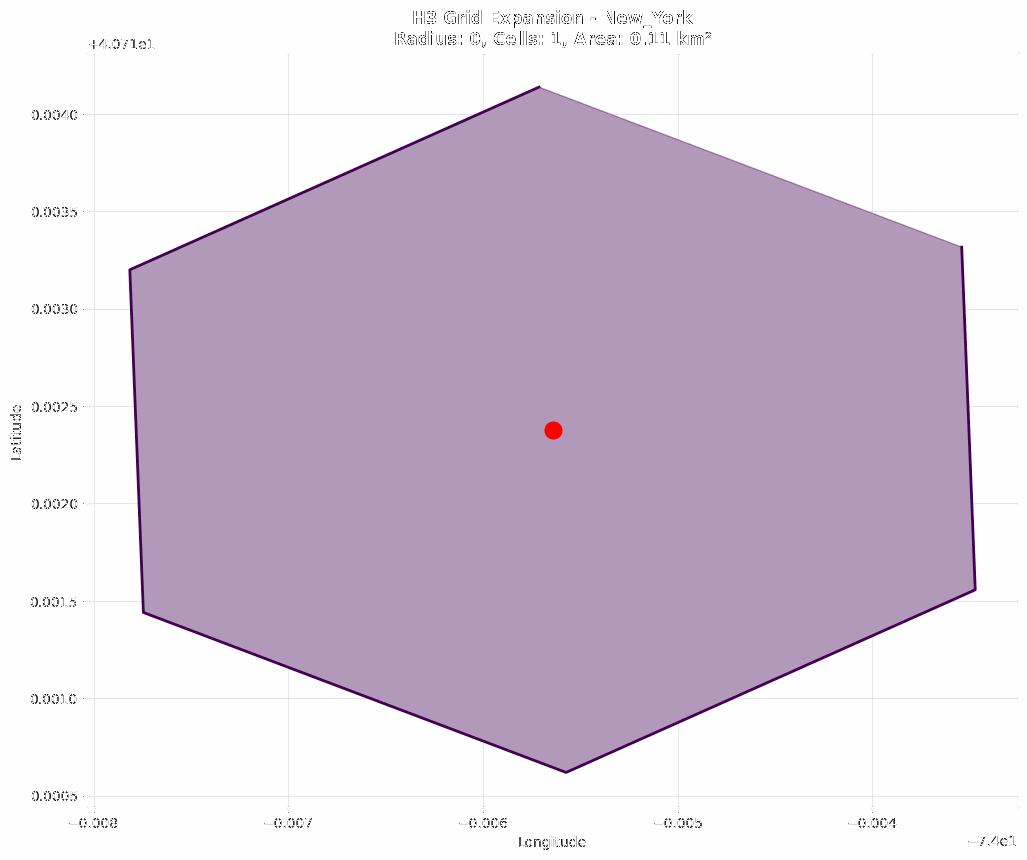 H3 Grid Expansion - New_York
Radius: 0, Cells: 1, Area: 0.11 km²
+4.071e1
0.0040
0.0035
0.0030
0.0025
0.0020
0.0015
0.0010
0.0005
Latitude
−0.008
−0.007
−0.006
−0.005
−0.004
Longitude
−7.4e1